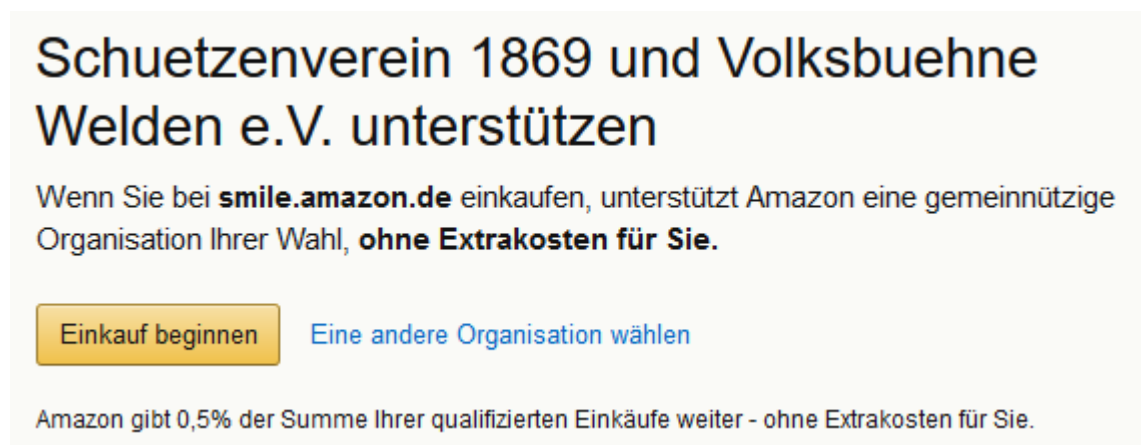 Schuetzenverein 1869 und Volksbuehne
Welden e.V. unterstützen
Wenn Sie bei smile.amazon.de einkaufen, unterstützt Amazon eine gemeinnützige
Organisation Ihrer Wahl, ohne Extrakosten für Sie.
Einkauf beginnen Eine andere Organisation wählen
Amazon gibt 0,5% der Summe Ihrer qualifizierten Einkäufe weiter - ohne Extrakosten für Sie.